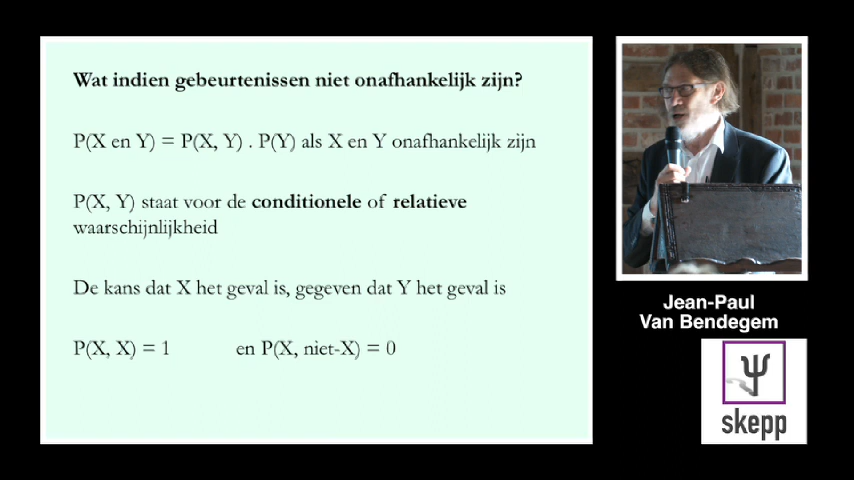 Wat indien gebeurtenissen niet onafhankelijk zijn?
P(X en Y) = P(X, Y) . P(Y) als X en Y onafhankelijk zijn
P(X, Y) staat voor de conditionele of relatieve
waarschijnlijkheid
De kans dat X het geval is, gegeven dat Y het geval is
P(X, X) = 1 en P(X, niet-X) = 0
Jean-Paul
Van Bendegem
skepp